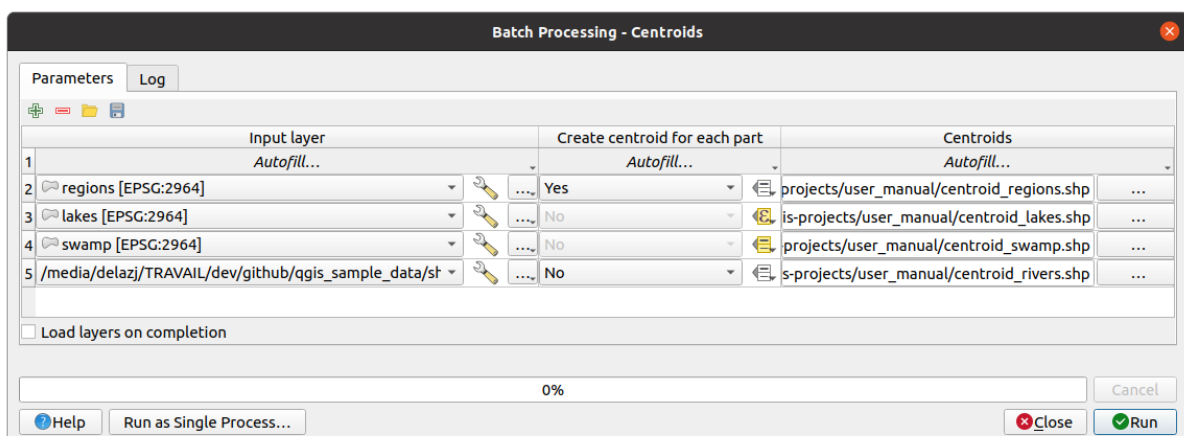 Batch Processing - Centroids
Parameters Log
Input layer Create centroid for each part Centroids
1 Autofill... Autofill... Autofill...
2 regions [EPSG:2964] ... Yes projects/user_manual/centroid_regions.shp ...
3 lakes [EPSG:2964] ... No is-projects/user_manual/centroid_lakes.shp ...
4 swamp [EPSG:2964] ... No projects/user_manual/centroid_swamp.shp ...
5 /media/delazj/TRAVAIL/dev/github/qgis_sample_data/sh ... No s-projects/user_manual/centroid_rivers.shp ...
Load layers on completion
0% Cancel
Help Run as Single Process... Close Run